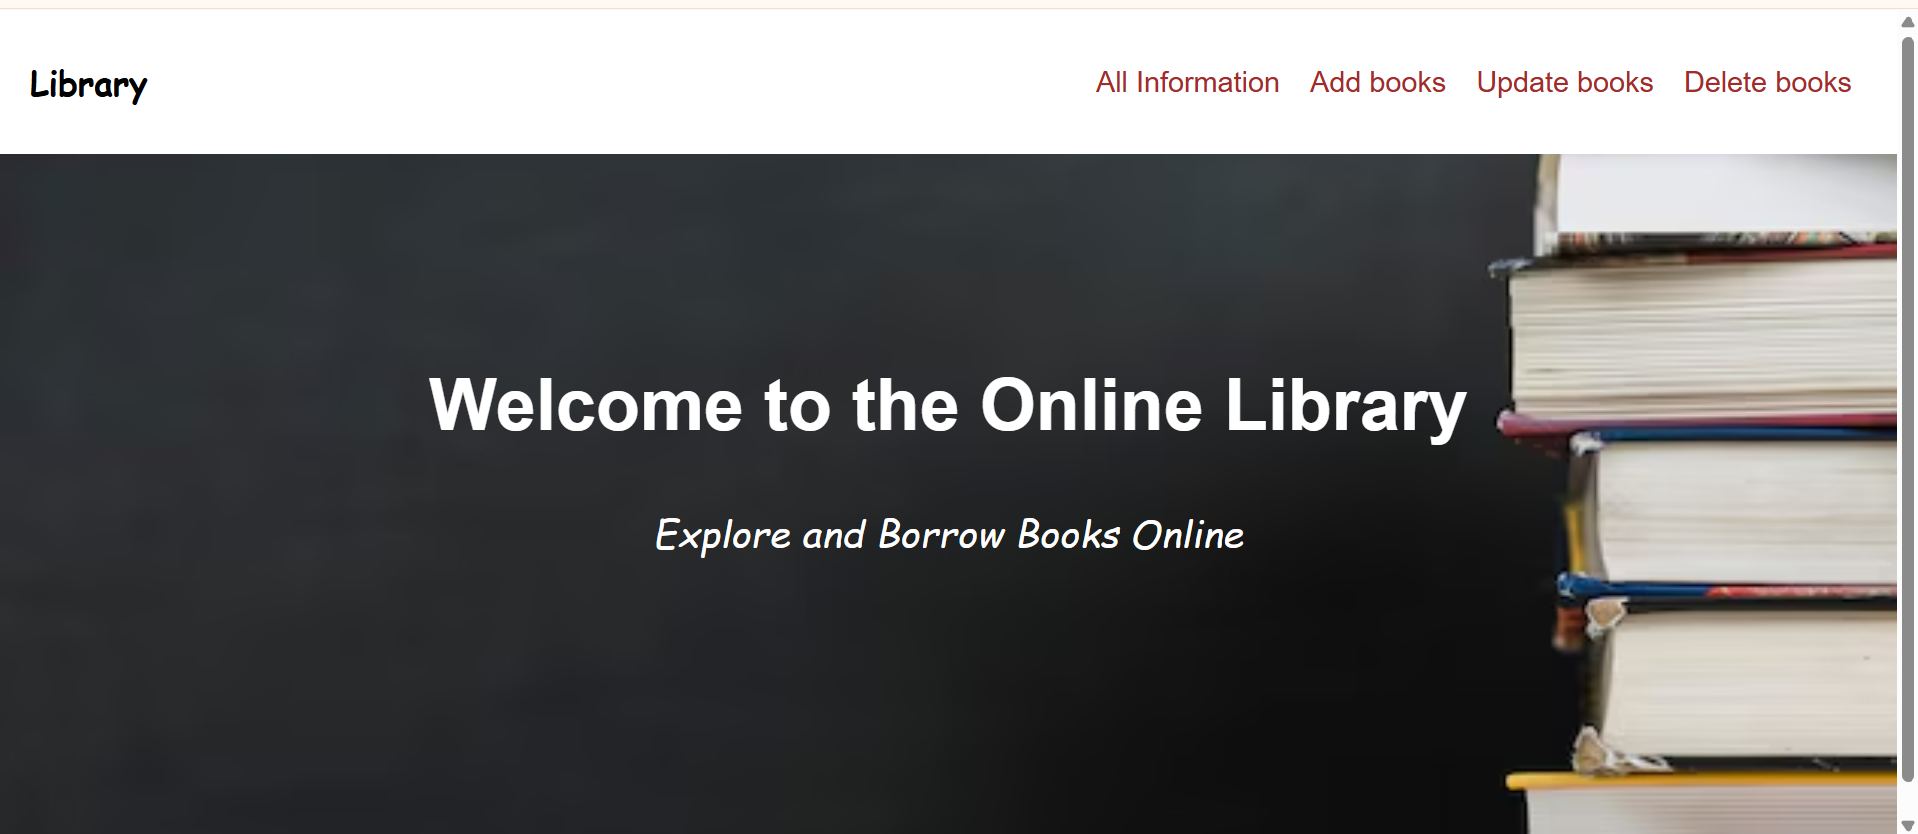 Library
All Information Add books Update books Delete books
Welcome to the Online Library
Explore and Borrow Books Online